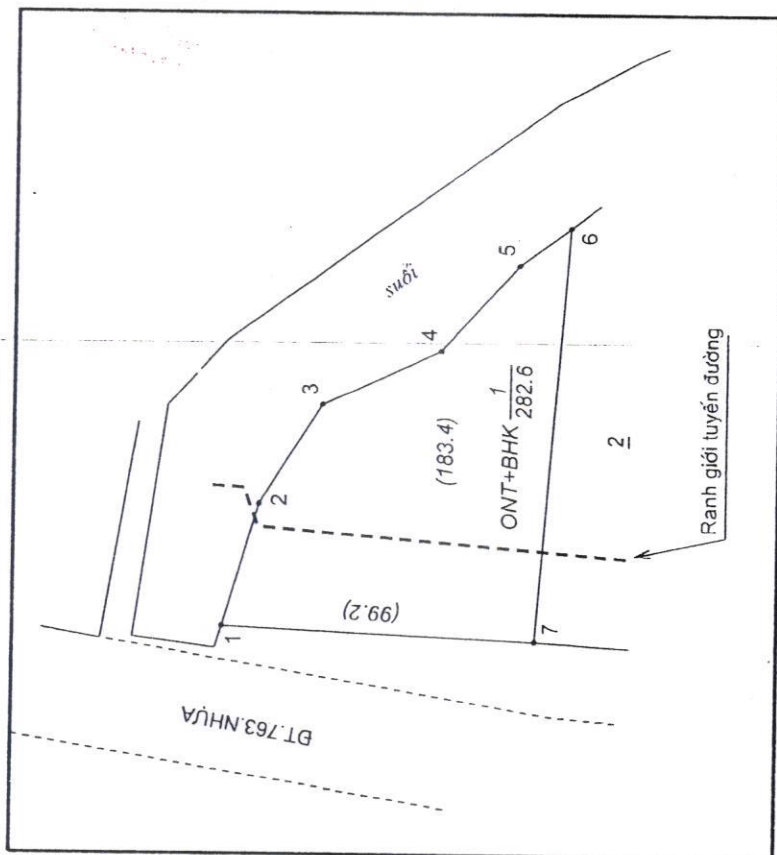 ĐT.763.NHỰA
suối
1
2
3
4
5
6
7
(99.2)
(183.4)
ONT+BHK 1
282.6
2
Ranh giới tuyến đường